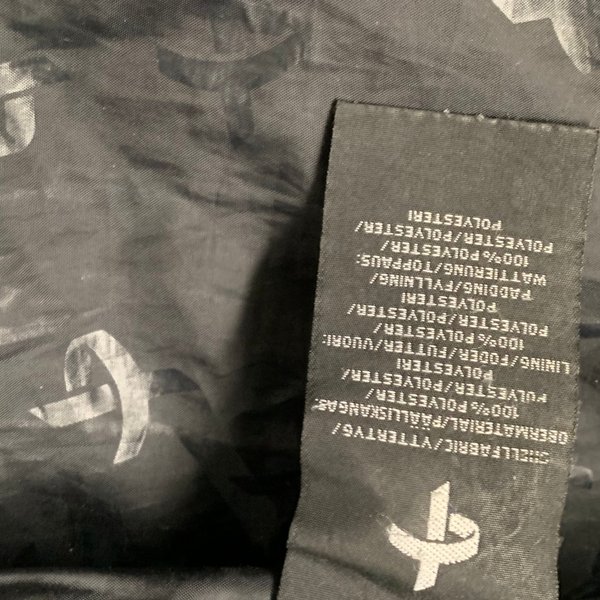 SHELLFABRIC/YTTERTYG/
OBERMATERIAL/PÄÄLLISKANGAS:
100% POLYESTER/
POLYESTER/POLYESTER/
POLYESTERI
LINING/FODER/FUTTER/VUORI:
100% POLYESTER/
POLYESTER/POLYESTER/
POLYESTERI
PADDING/FYLLNING/
WATTIERUNG/TOPPAUS:
100% POLYESTER/
POLYESTER/POLYESTER/
POLYESTERI